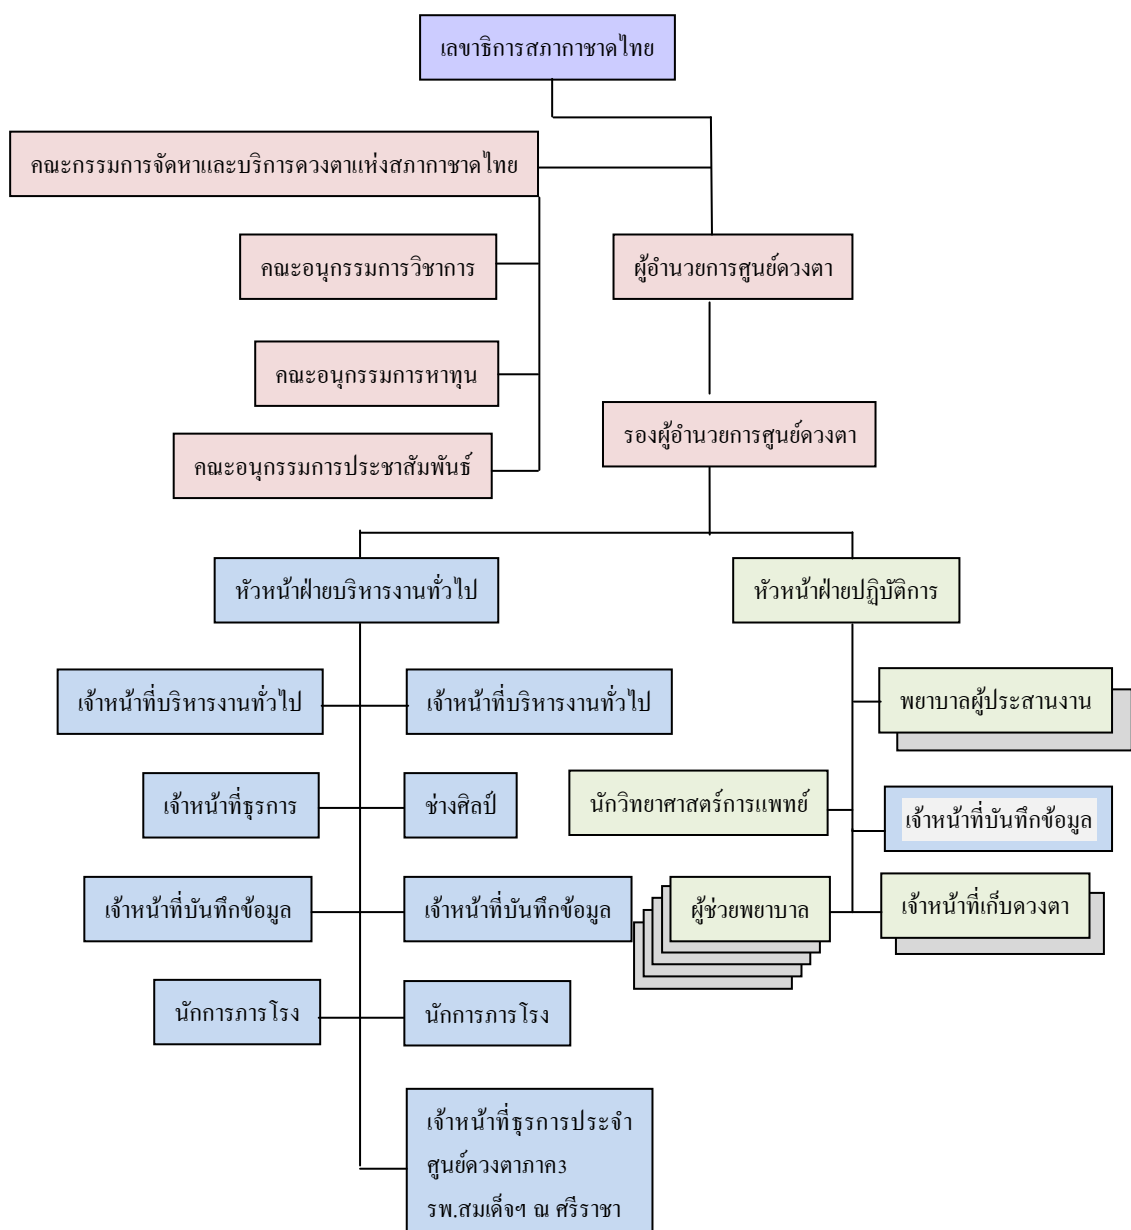 เลขาธิการสภากาชาดไทย
คณะกรรมการจัดหาและบริการดวงตาแห่งสภากาชาดไทย
คณะอนุกรรมการวิชาการ
ผู้อำนวยการศูนย์ดวงตา
คณะอนุกรรมการหาทุน
รองผู้อำนวยการศูนย์ดวงตา
คณะอนุกรรมการประชาสัมพันธ์
หัวหน้าฝ่ายบริหารงานทั่วไป
หัวหน้าฝ่ายปฏิบัติการ
เจ้าหน้าที่บริหารงานทั่วไป
เจ้าหน้าที่บริหารงานทั่วไป
พยาบาลผู้ประสานงาน
เจ้าหน้าที่ธุรการ
ช่างศิลป์
นักวิทยาศาสตร์การแพทย์
เจ้าหน้าที่บันทึกข้อมูล
เจ้าหน้าที่บันทึกข้อมูล
เจ้าหน้าที่บันทึกข้อมูล
ผู้ช่วยพยาบาล
เจ้าหน้าที่เก็บดวงตา
นักการภารโรง
นักการภารโรง
เจ้าหน้าที่ธุรการประจำ
ศูนย์ดวงตาภาค3
รพ.สมเด็จฯ ณ ศรีราชา